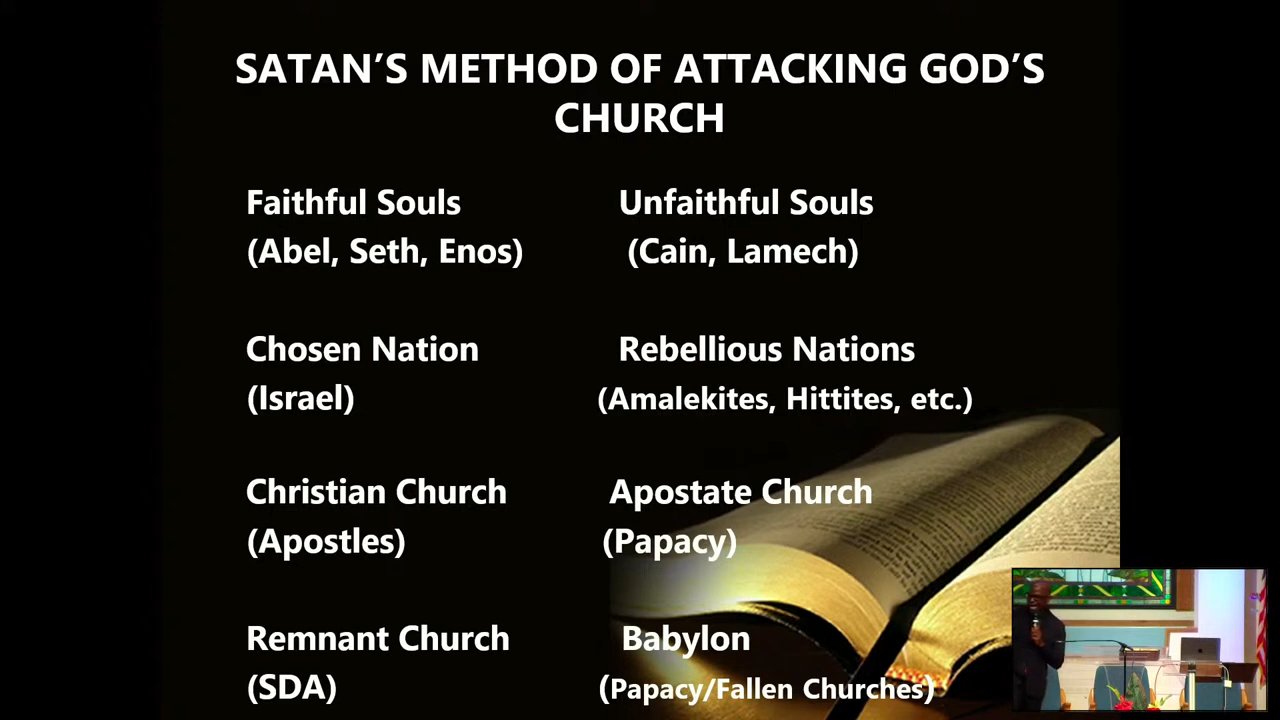 SATAN’S METHOD OF ATTACKING GOD’S
CHURCH
Faithful Souls Unfaithful Souls
(Abel, Seth, Enos) (Cain, Lamech)
Chosen Nation Rebellious Nations
(Israel) (Amalekites, Hittites, etc.)
Christian Church Apostate Church
(Apostles) (Papacy)
Remnant Church Babylon
(SDA) (Papacy/Fallen Churches)